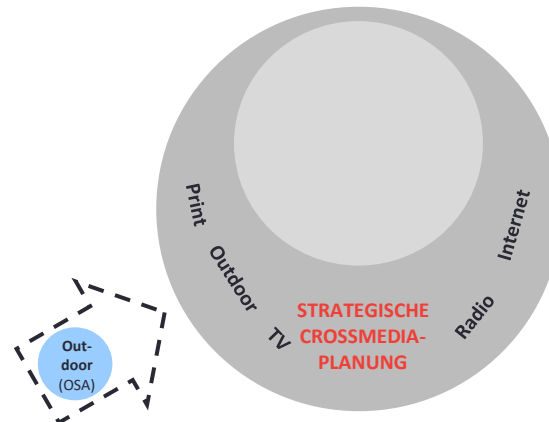 Print
Outdoor
TV
STRATEGISCHE
CROSSMEDIA-
PLANUNG
Radio
Internet
Out-
door
(OSA)